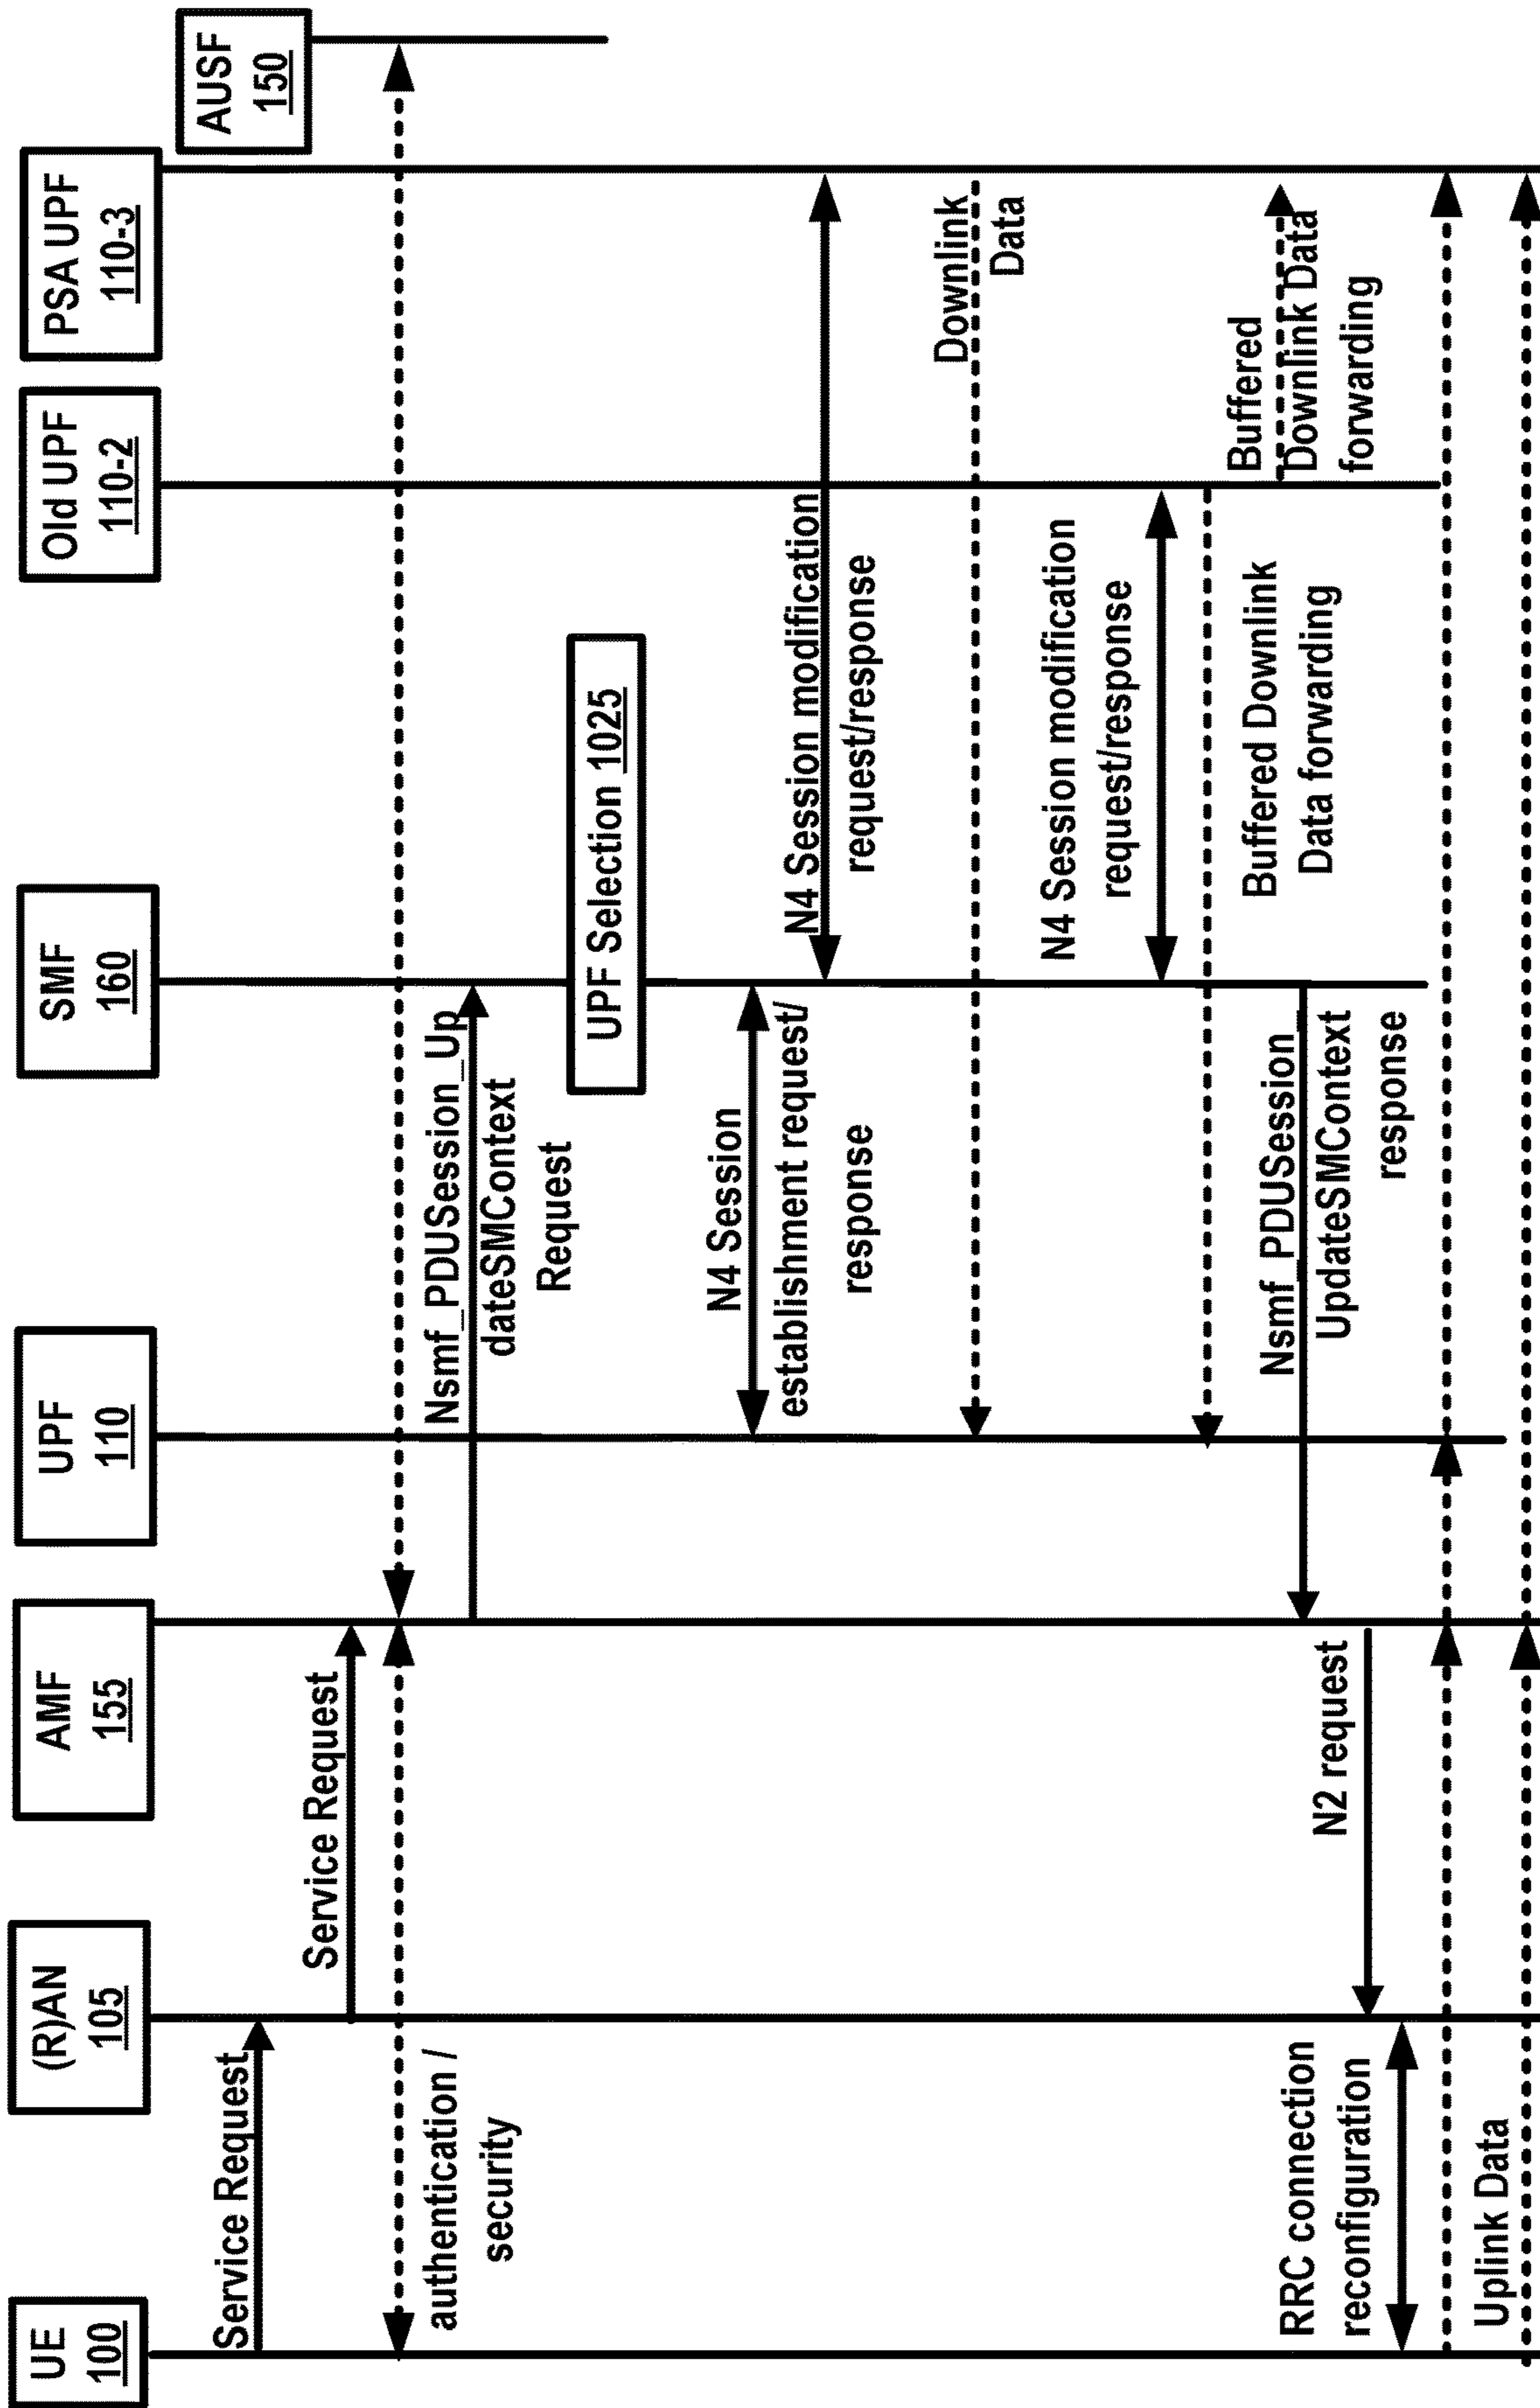 UE
100
(R)AN
105
AMF
155
UPF
110
SMF
160
Old UPF
110-2
PSA UPF
110-3
AUSF
150
Service Request
Service Request
authentication /
security
Nsmf_PDUSession_Up
dateSMContext
Request
UPF Selection 1025
N4 Session
establishment request/
response
N4 Session modification
request/response
Downlink
Data
N4 Session modification
request/response
Buffered Downlink
Data forwarding
Buffered
Downlink Data
forwarding
Nsmf_PDUSession_
UpdateSMContext
response
N2 request
RRC connection
reconfiguration
Uplink Data